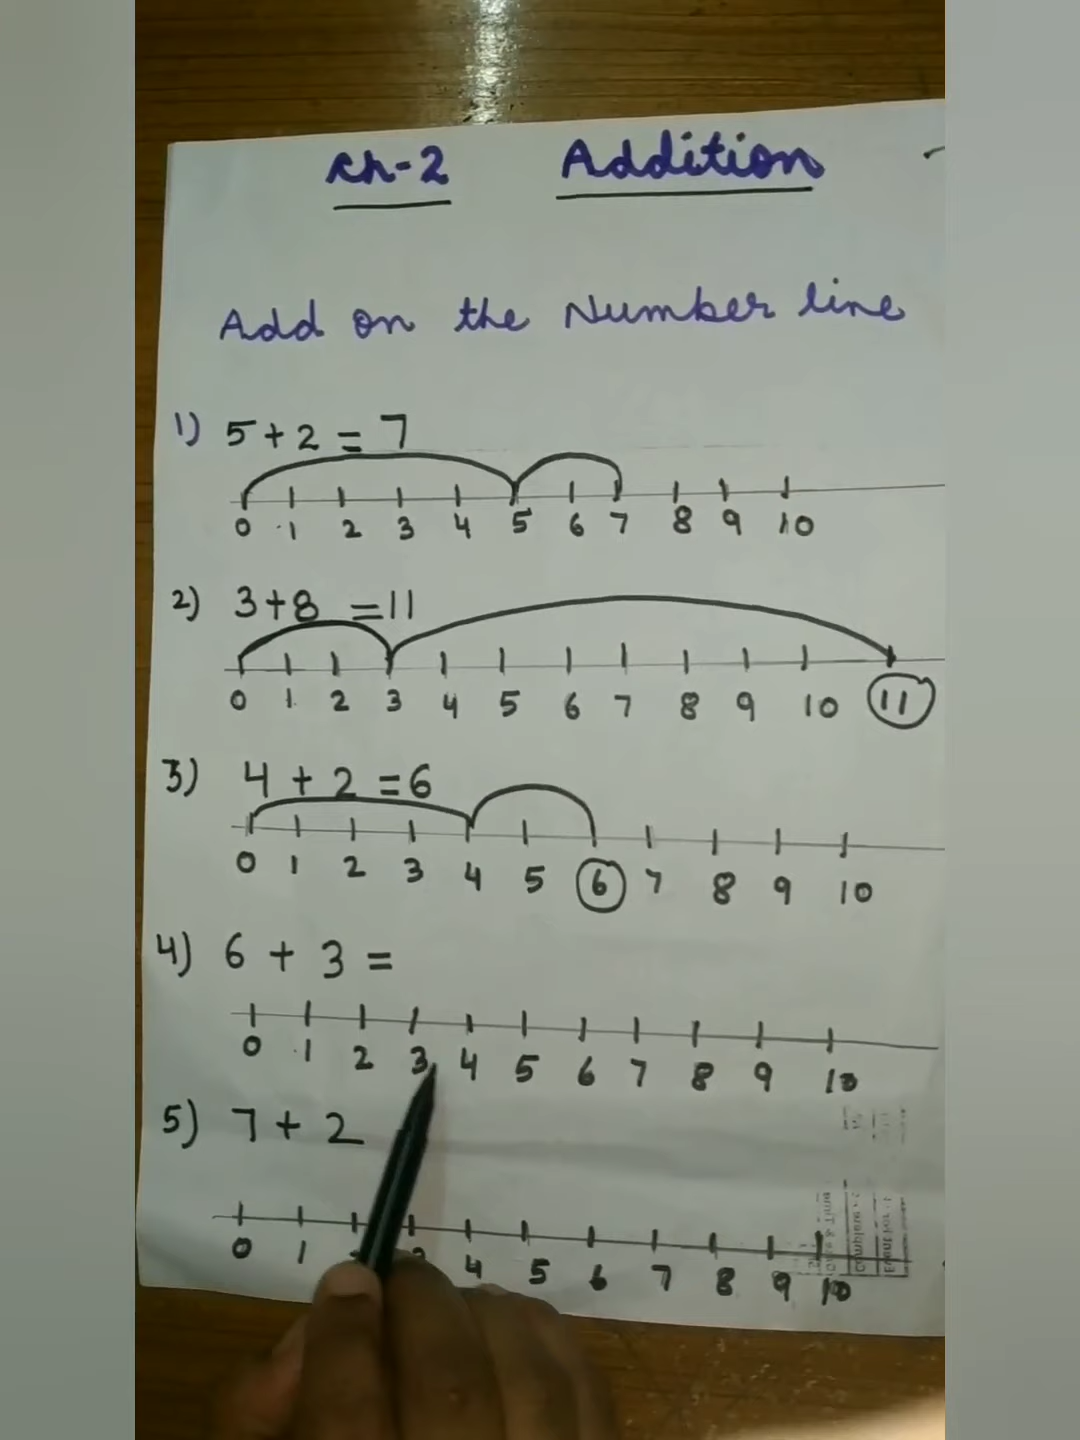 Ch-2 Addition
Add on the Number line
1) 5 + 2 = 7
0 1 2 3 4 5 6 7 8 9 10
2) 3 + 8 = 11
0 1 2 3 4 5 6 7 8 9 10 11
3) 4 + 2 = 6
0 1 2 3 4 5 6 7 8 9 10
4) 6 + 3 =
0 1 2 3 4 5 6 7 8 9 10
5) 7 + 2
0 1 4 5 6 7 8 9 10